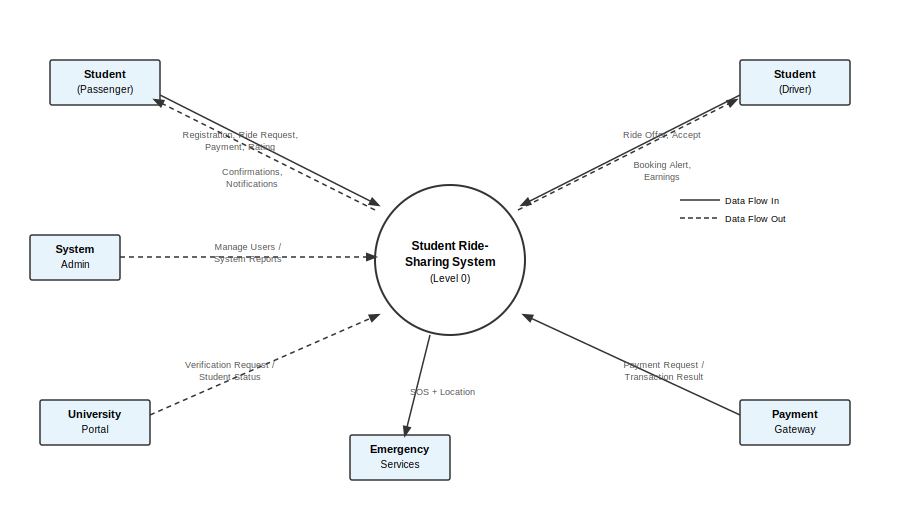 Student
(Passenger)
Student
(Driver)
Registration, Ride Request,
Payment, Rating
Confirmations,
Notifications
Ride Offer, Accept
Booking Alert,
Earnings
Data Flow In
Data Flow Out
System
Admin
Manage Users /
System Reports
Student Ride-
Sharing System
(Level 0)
Verification Request /
Student Status
Payment Request /
Transaction Result
SOS + Location
University
Portal
Emergency
Services
Payment
Gateway